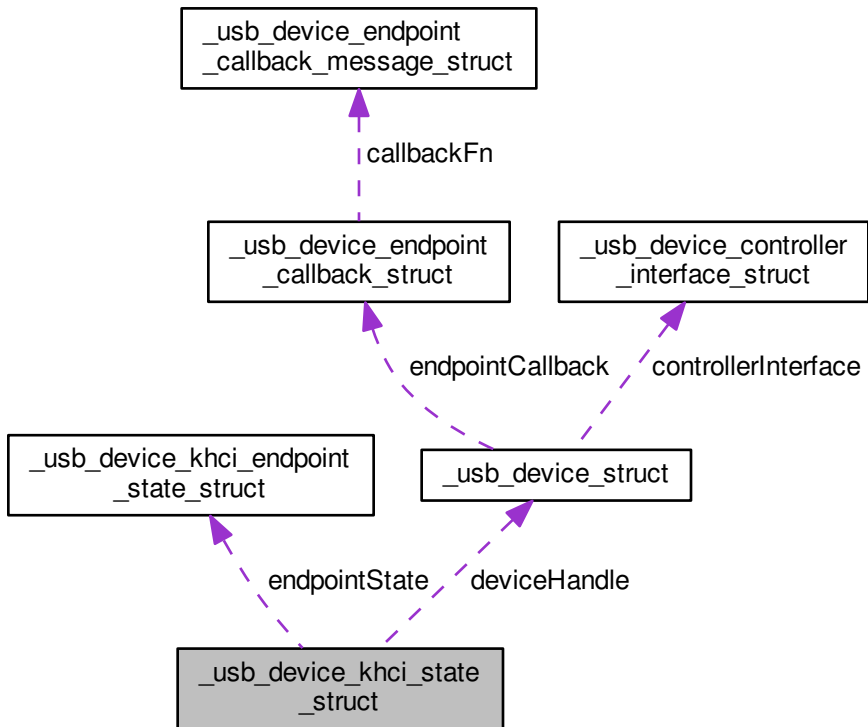 _usb_device_endpoint
_callback_message_struct
callbackFn
_usb_device_endpoint
_callback_struct
_usb_device_controller
_interface_struct
endpointCallback
controllerInterface
_usb_device_khci_endpoint
_state_struct
_usb_device_struct
endpointState
deviceHandle
_usb_device_khci_state
_struct